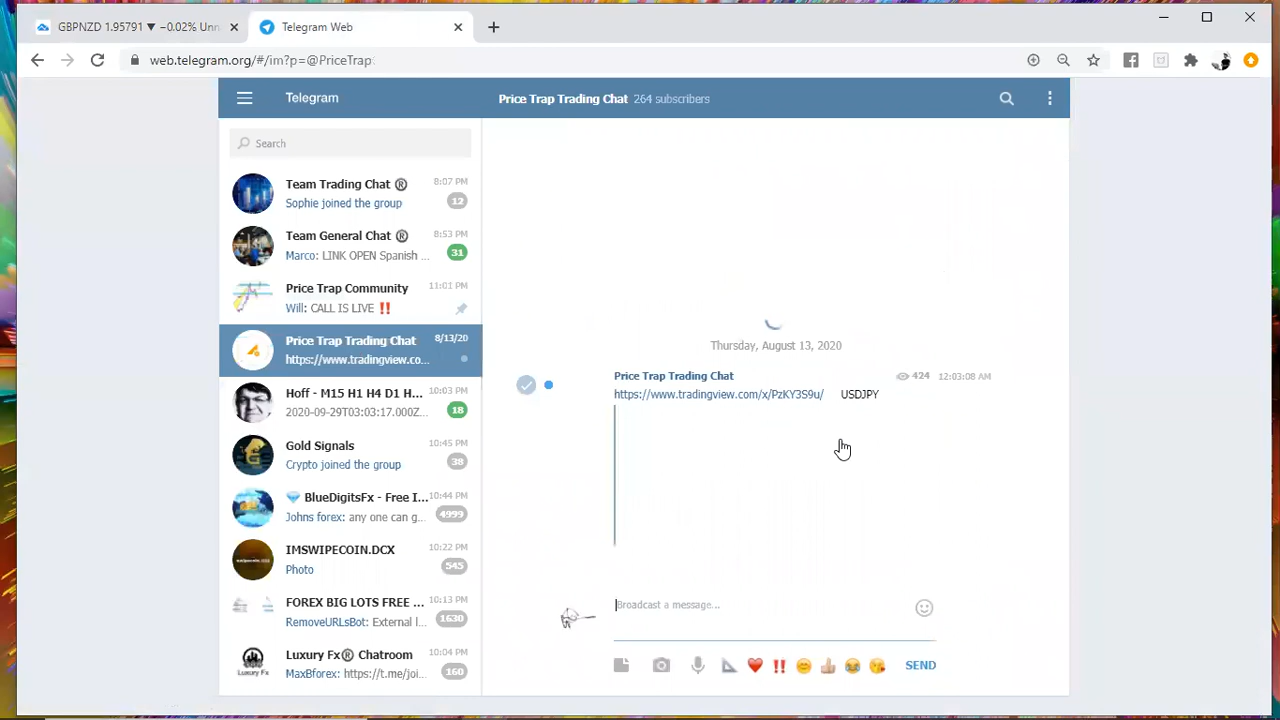 GBPNZD 1.95791 ▼ −0.02% Unn
Telegram Web
web.telegram.org/#/im?p=@PriceTrap
Telegram
Price Trap Trading Chat 264 subscribers
Search
Team Trading Chat ® 8:07 PM
Sophie joined the group 12
Team General Chat ® 8:53 PM
Marco: LINK OPEN Spanish ... 31
Price Trap Community 11:01 PM
Will: CALL IS LIVE ‼️
Price Trap Trading Chat 8/13/20
https://www.tradingview.co...
Hoff - M15 H1 H4 D1 H... 10:03 PM
2020-09-29T03:03:17.000Z... 18
Gold Signals 10:45 PM
Crypto joined the group 38
💎 BlueDigitsFx - Free I... 10:44 PM
Johns forex: any one can g... 4999
IMSWIPECOIN.DCX 10:22 PM
Photo 545
FOREX BIG LOTS FREE ... 10:13 PM
RemoveURLsBot: External l... 1630
Luxury Fx® Chatroom 10:04 PM
MaxBforex: https://t.me/joi... 160
Thursday, August 13, 2020
Price Trap Trading Chat 424 12:03:08 AM
https://www.tradingview.com/x/PzKY3S9u/ USDJPY
Broadcast a message...
SEND